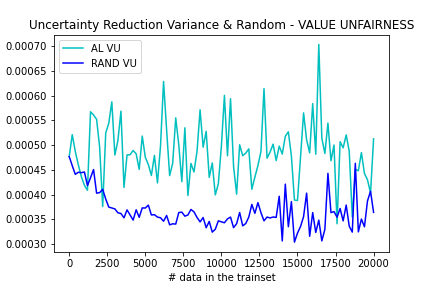 Uncertainty Reduction Variance & Random - VALUE UNFAIRNESS
AL VU
RAND VU
0.00070
0.00065
0.00060
0.00055
0.00050
0.00045
0.00040
0.00035
0.00030
0 2500 5000 7500 10000 12500 15000 17500 20000
# data in the trainset